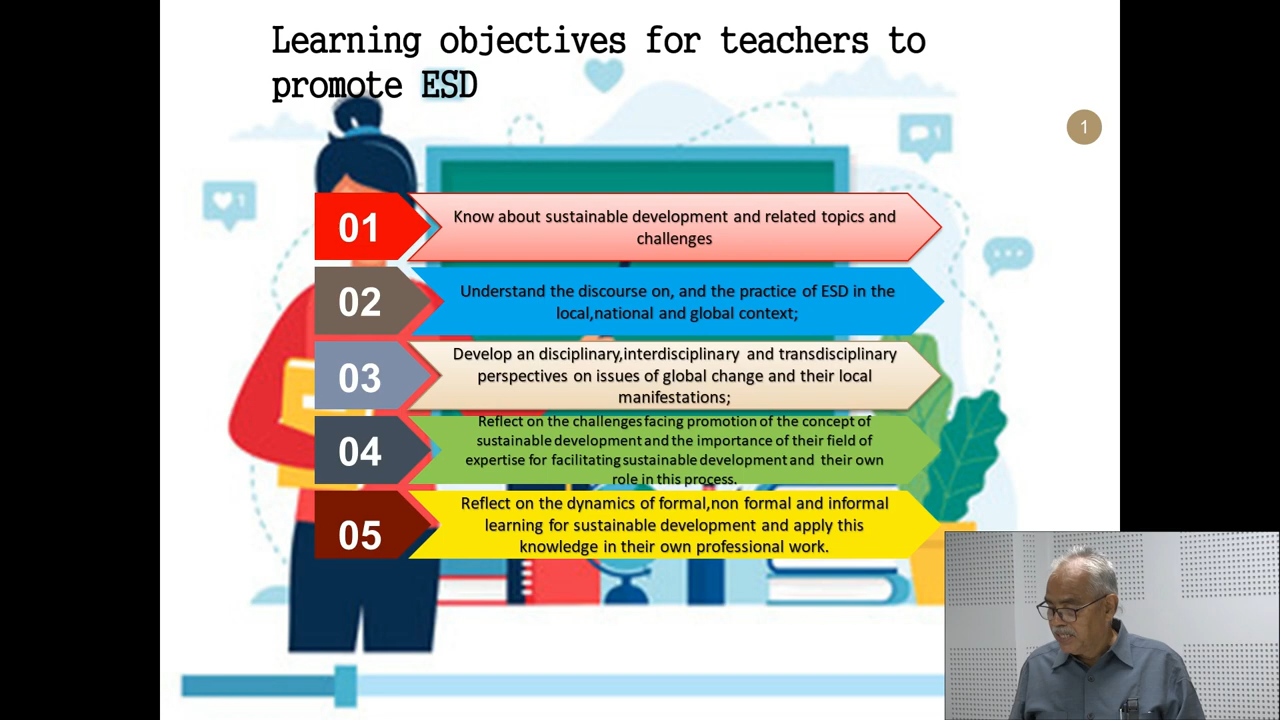 Learning objectives for teachers to
promote ESD
1
1
1
01
Know about sustainable development and related topics and
challenges
02
Understand the discourse on, and the practice of ESD in the
local,national and global context;
03
Develop an disciplinary,interdisciplinary and transdisciplinary
perspectives on issues of global change and their local
manifestations;
04
Reflect on the challenges facing promotion of the concept of
sustainable development and the importance of their field of
expertise for facilitating sustainable development and their own
role in this process.
05
Reflect on the dynamics of formal,non formal and informal
learning for sustainable development and apply this
knowledge in their own professional work.